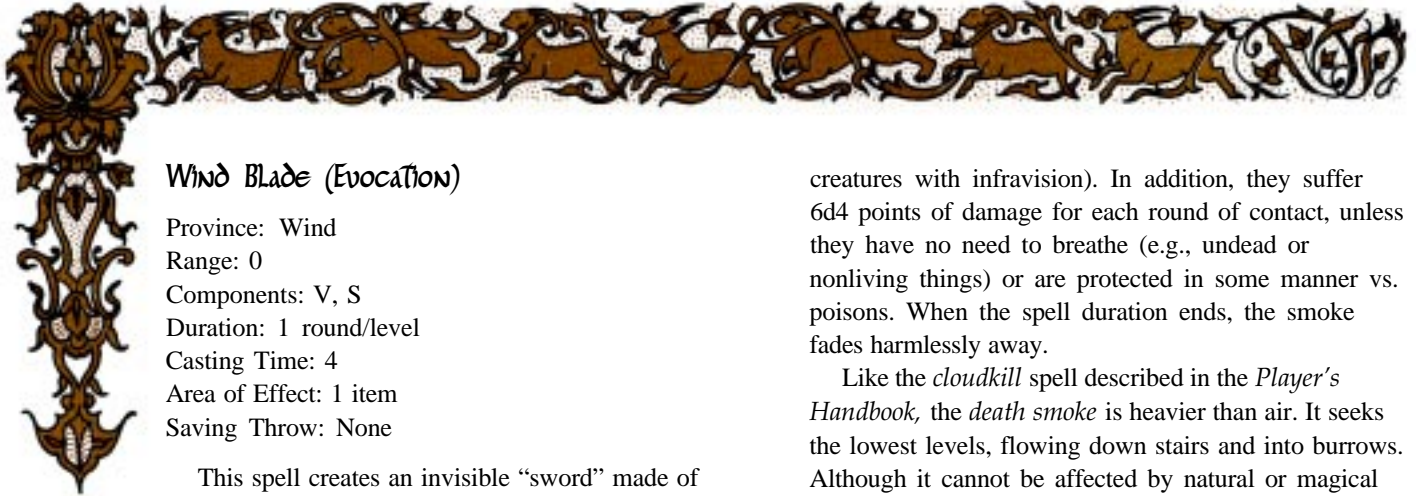 Wind Blade (Evocation)
Province: Wind
Range: 0
Components: V, S
Duration: 1 round/level
Casting Time: 4
Area of Effect: 1 item
Saving Throw: None
This spell creates an invisible “sword” made of
creatures with infravision). In addition, they suffer
6d4 points of damage for each round of contact, unless
they have no need to breathe (e.g., undead or
nonliving things) or are protected in some manner vs.
poisons. When the spell duration ends, the smoke
fades harmlessly away.
Like the cloudkill spell described in the Player’s
Handbook, the death smoke is heavier than air. It seeks
the lowest levels, flowing down stairs and into burrows.
Although it cannot be affected by natural or magical